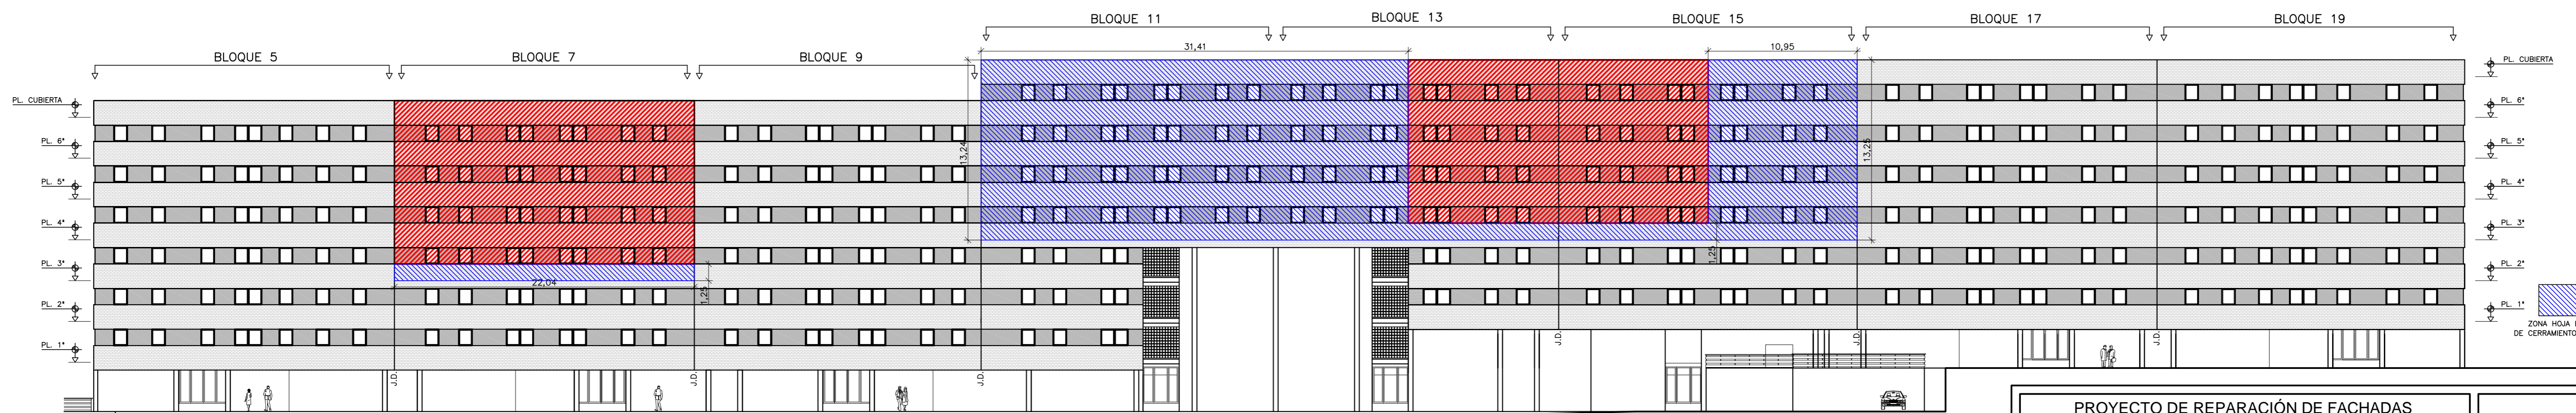 BLOQUE 5
BLOQUE 7
BLOQUE 9
BLOQUE 11
BLOQUE 13
BLOQUE 15
BLOQUE 17
BLOQUE 19
31,41
10,95
PL. CUBIERTA
PL. 6ª
PL. 5ª
PL. 4ª
PL. 3ª
PL. 2ª
PL. 1ª
13,24
13,25
22,04
1,25
1,25
PL. CUBIERTA
PL. 6ª
PL. 5ª
PL. 4ª
PL. 3ª
PL. 2ª
PL. 1ª
J.D.
J.D.
J.D.
J.D.
J.D.
J.D.
ZONA HOJA
DE CERRAMIENTO
PROYECTO DE REPARACIÓN DE FACHADAS